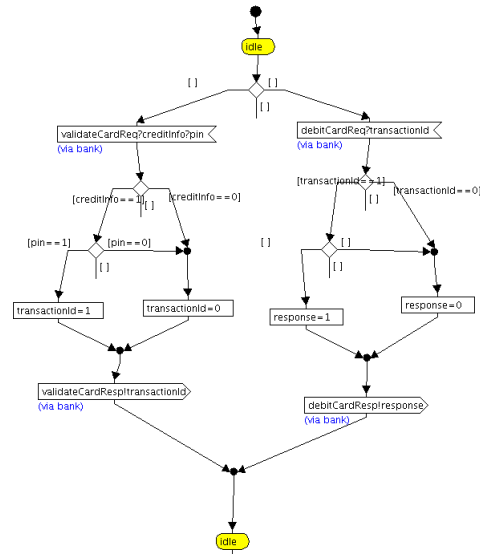 idle
[ ]
[ ]
[ ]
validateCardReq?creditInfo?pin
debitCardReq?transactionId
(via bank)
(via bank)
[creditInfo==1]
[ ]
[creditInfo==0]
[transactionId==1]
[transactionId==0]
[pin==1]
[pin==0]
[ ]
[ ]
[ ]
[ ]
transactionId=1
transactionId=0
response=1
response=0
validateCardResp!transactionId
(via bank)
debitCardResp!response
(via bank)
idle